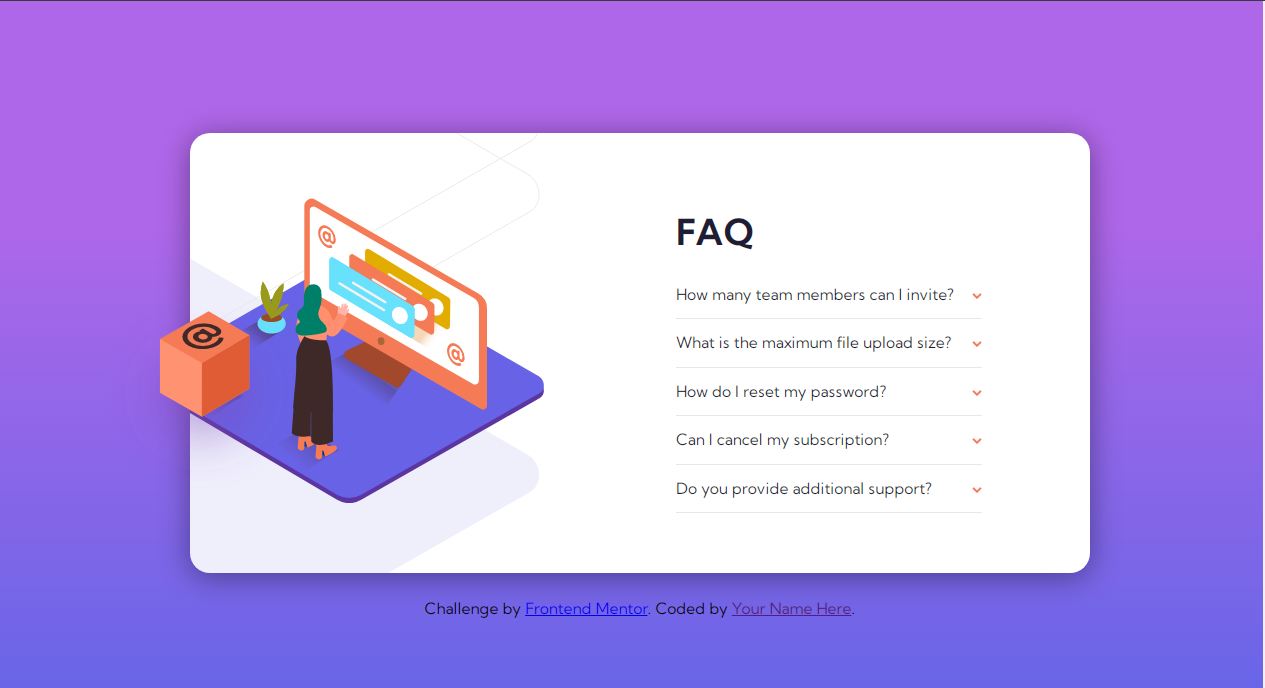 @
@
@
FAQ
How many team members can I invite?
What is the maximum file upload size?
How do I reset my password?
Can I cancel my subscription?
Do you provide additional support?
Challenge by Frontend Mentor. Coded by Your Name Here.